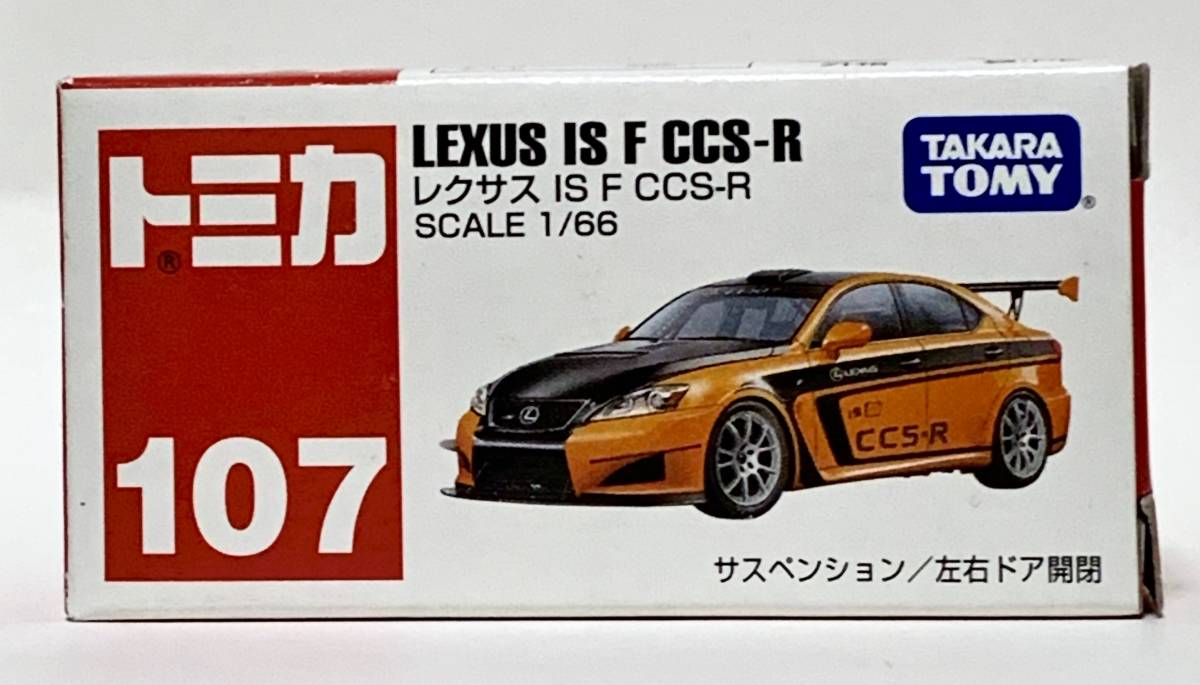 トミカ
®
107
LEXUS IS F CCS-R
レクサス IS F CCS-R
SCALE 1/66
TAKARA
TOMY
®
CCS-R
サスペンション/左右ドア開閉